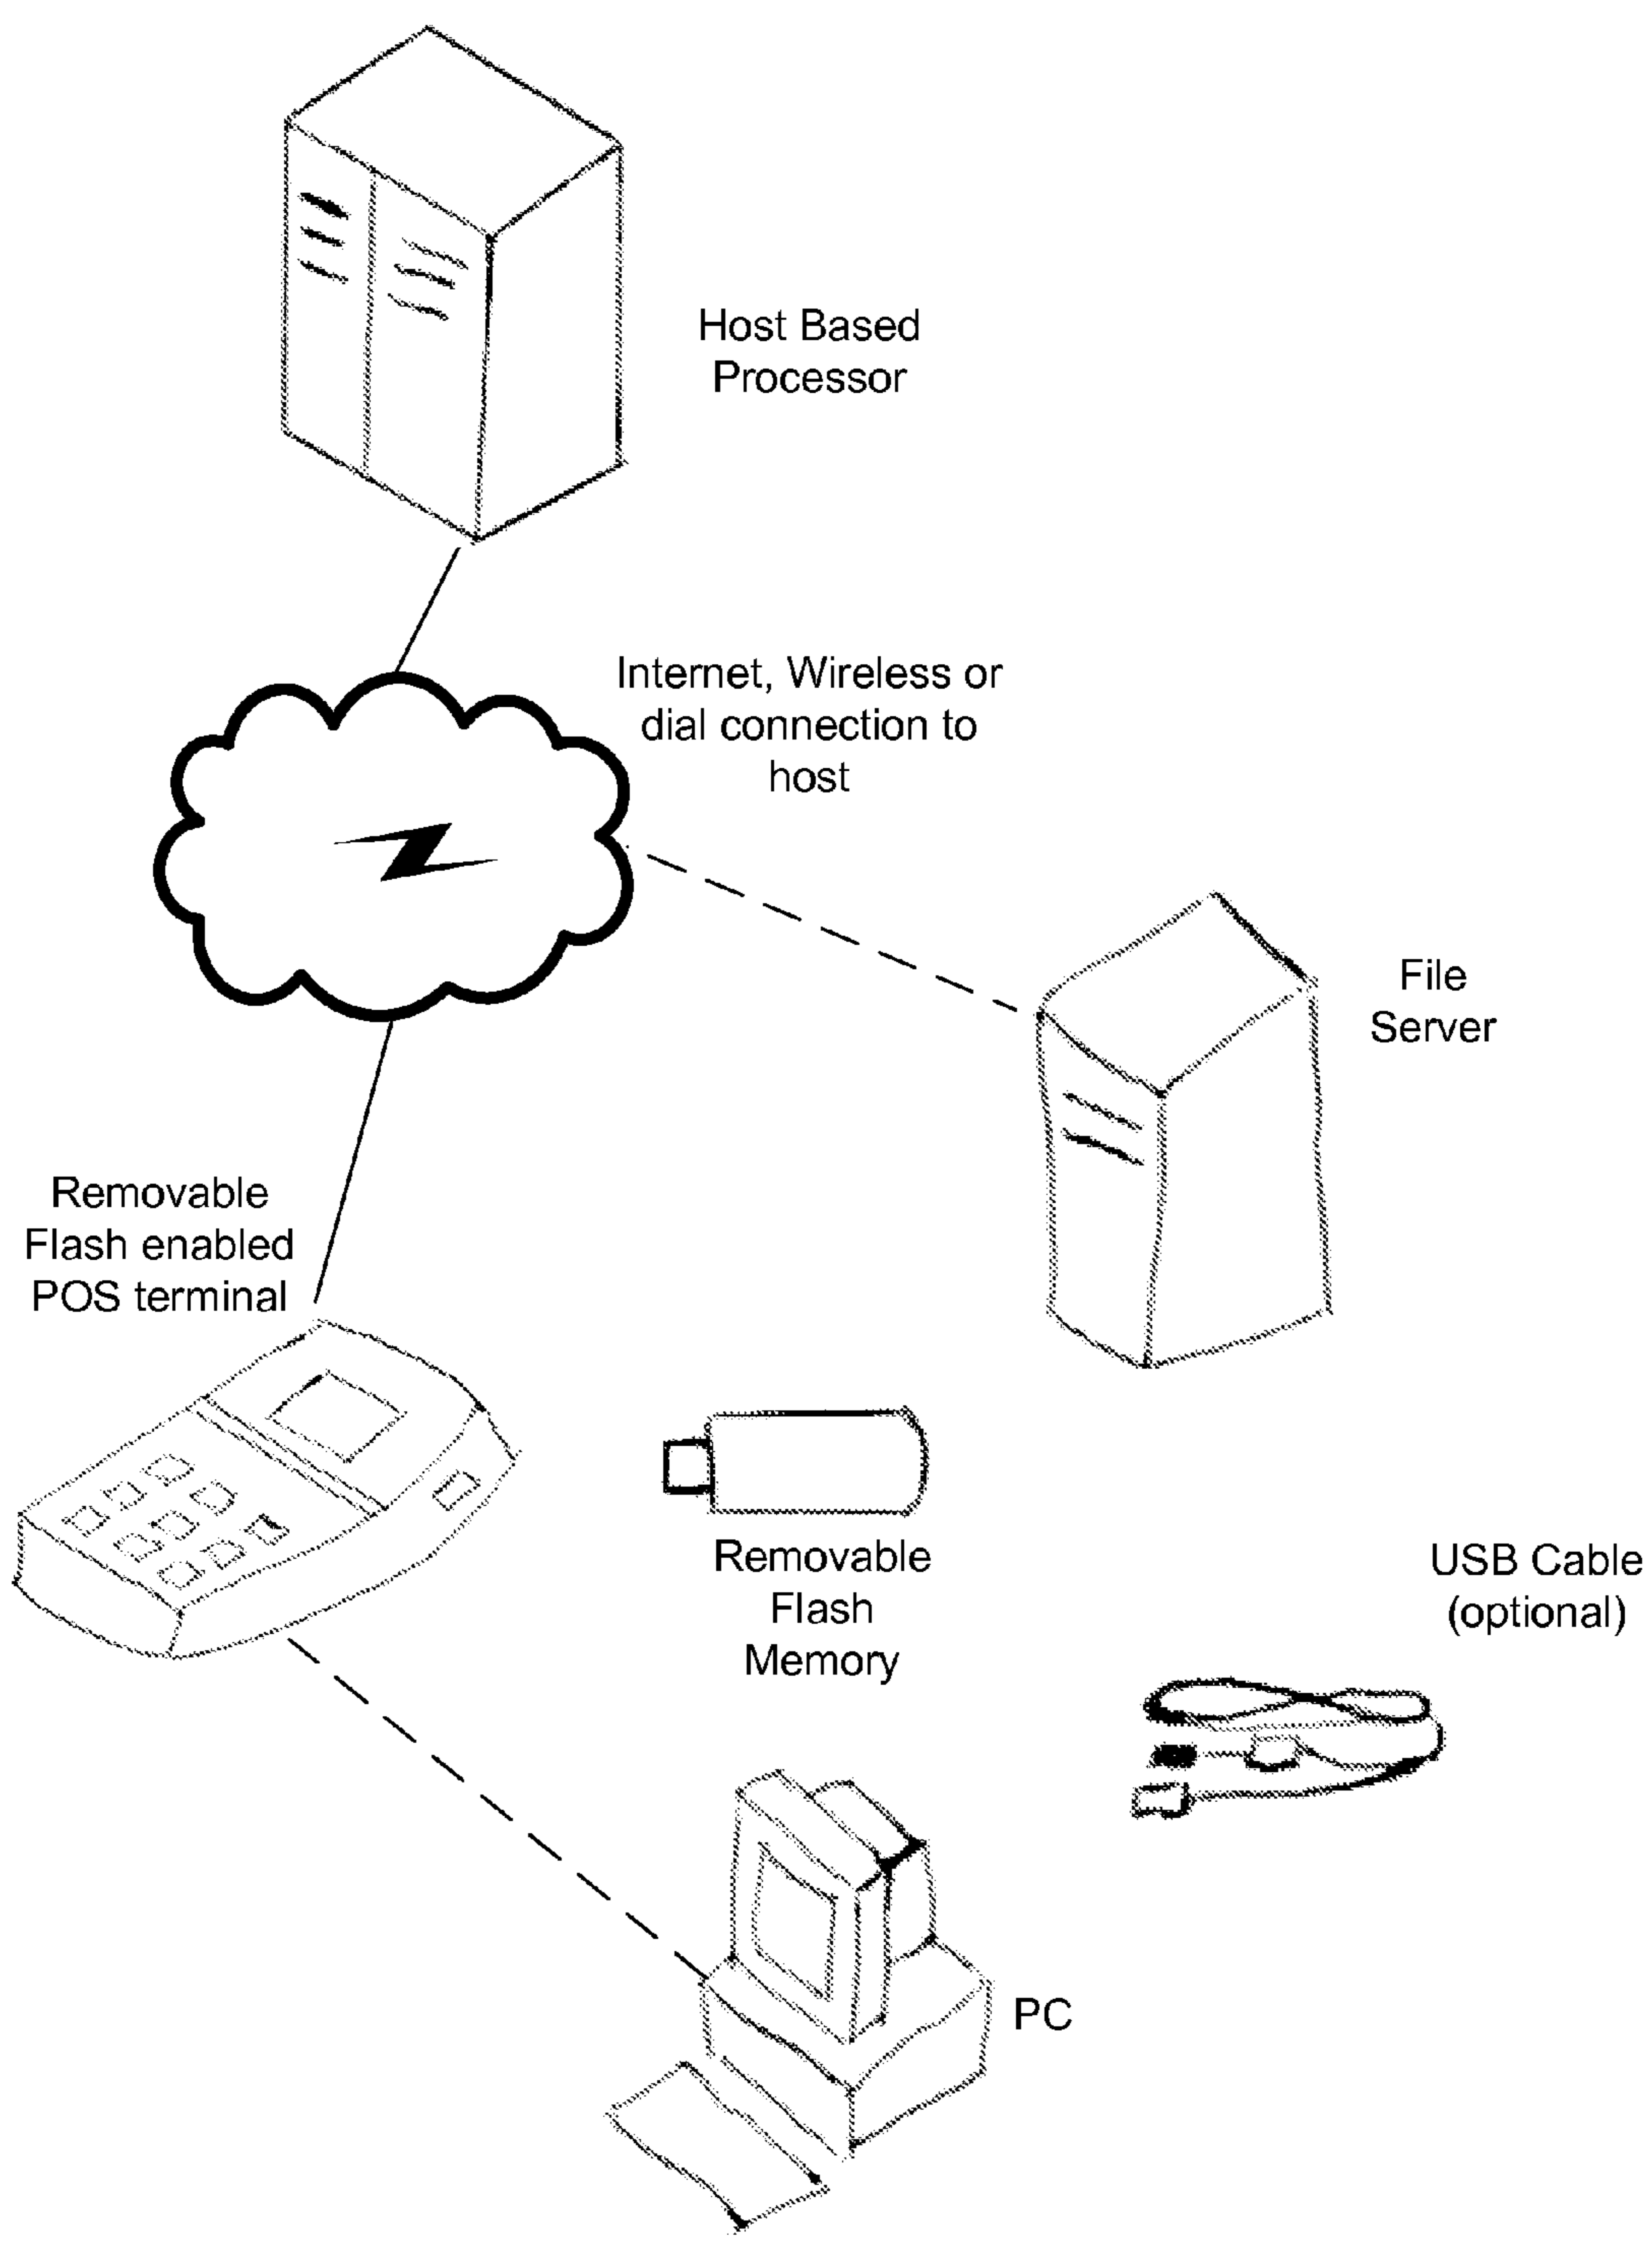 Host Based
Processor
Internet, Wireless or
dial connection to
host
File
Server
Removable
Flash enabled
POS terminal
Removable
Flash
Memory
USB Cable
(optional)
PC